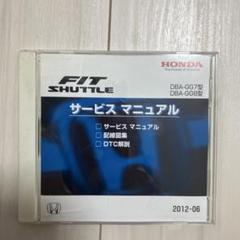 HONDA
The Power of Dreams
FIT
SHUTTLE
DBA-GG7型
DBA-GG8型
サービス マニュアル
□ サービス マニュアル
□ 配線図集
□ DTC解説
2012-06